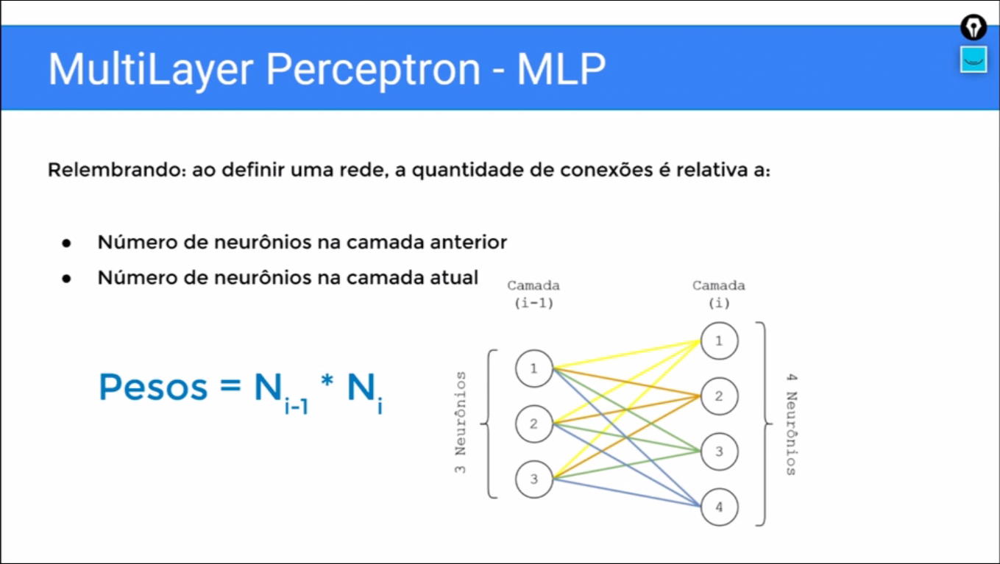 MultiLayer Perceptron - MLP
Relembrando: ao definir uma rede, a quantidade de conexões é relativa a:
● Número de neurônios na camada anterior
● Número de neurônios na camada atual
Pesos = N_{i-1} * N_i
Camada
(i-1)
Camada
(i)
3 Neurônios
1
2
3
1
2
3
4
4 Neurônios